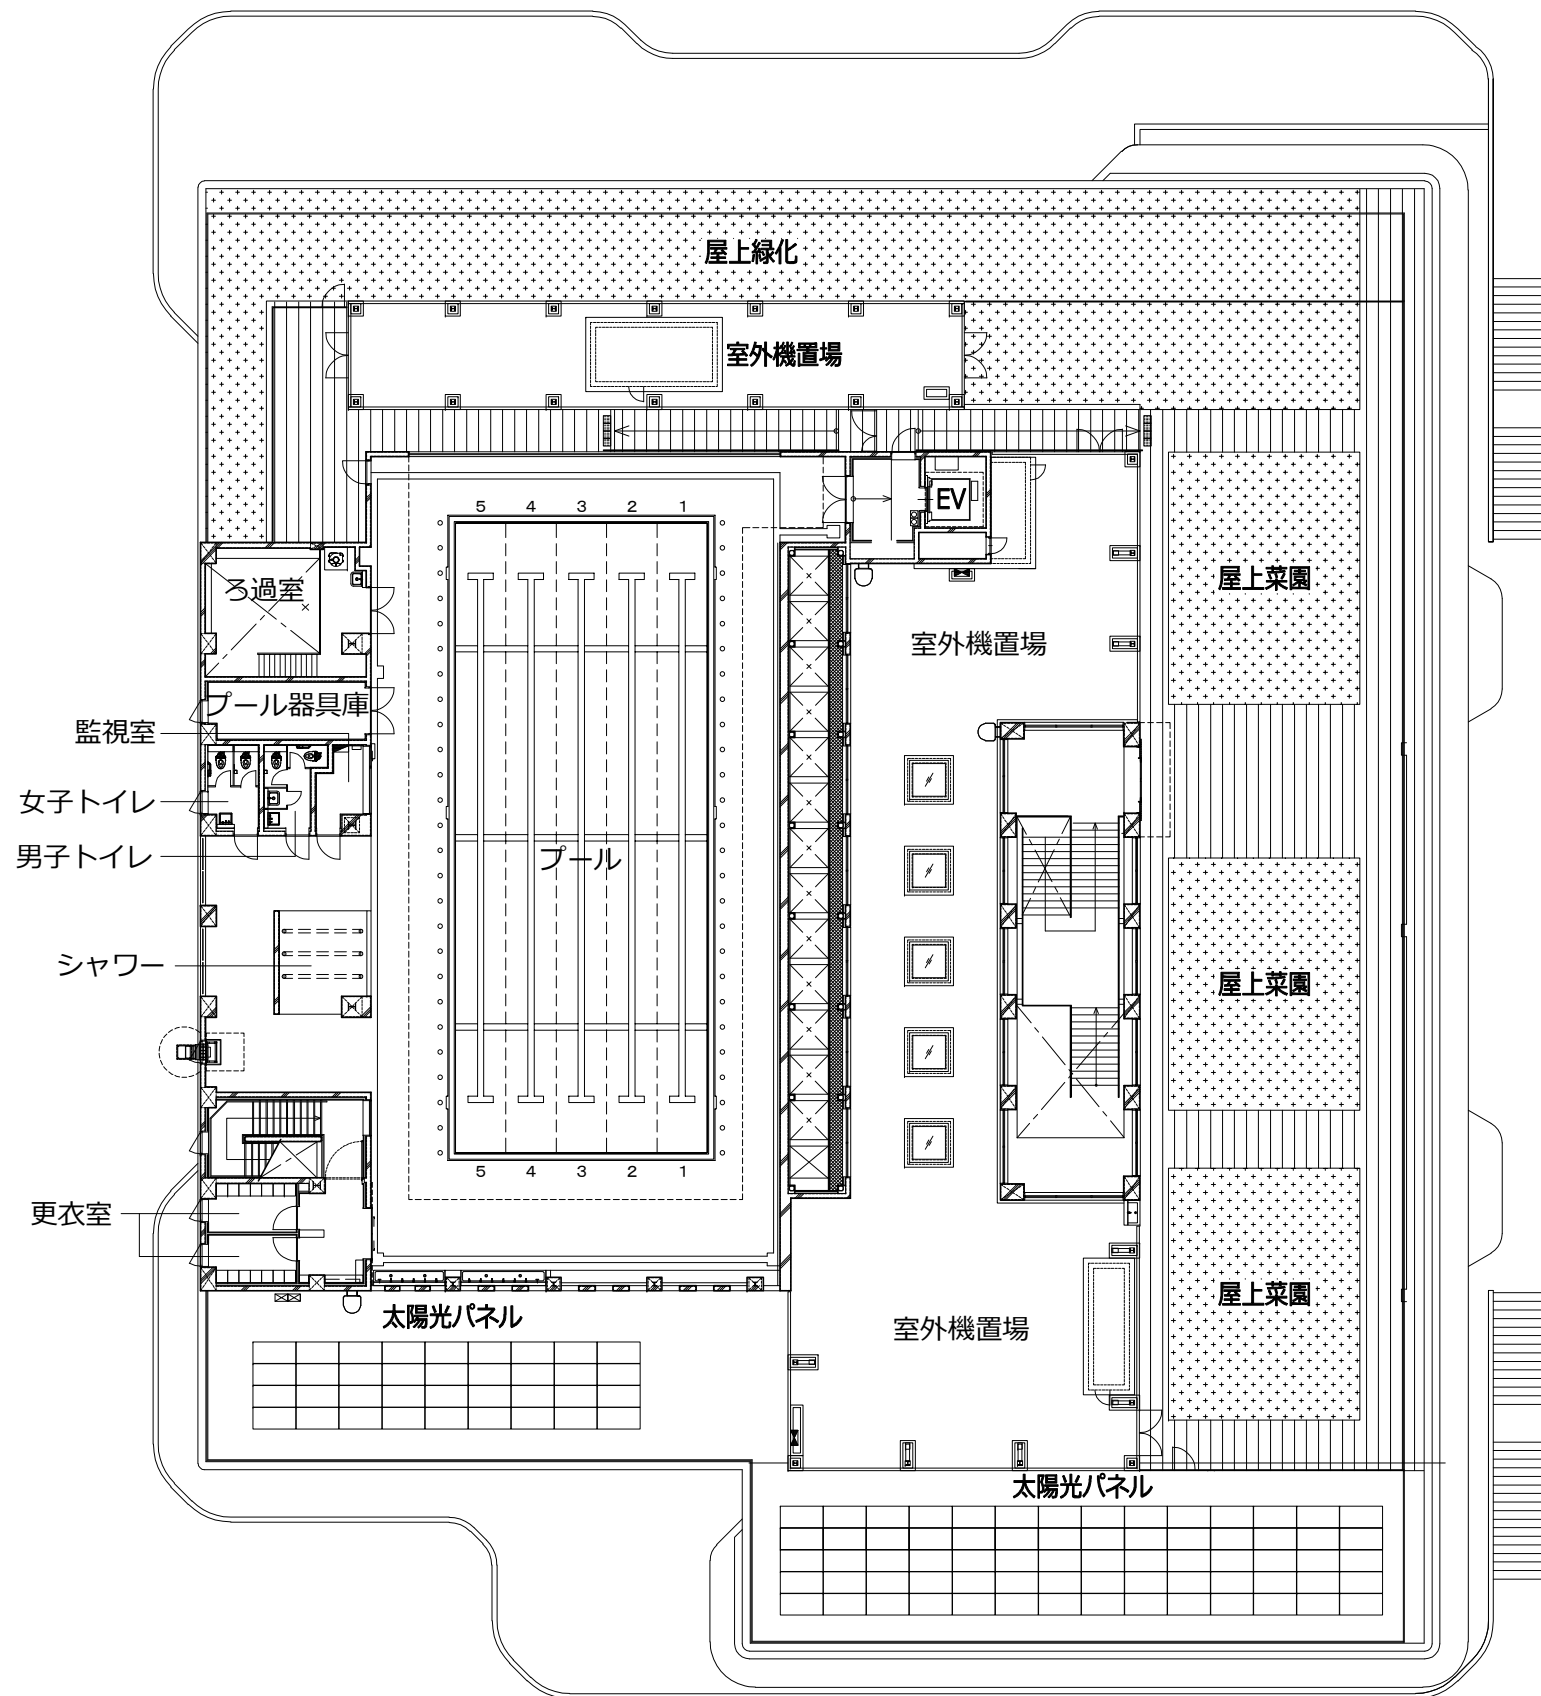 屋上緑化
室外機置場
EV
5 4 3 2 1
屋上菜園
ろ過室
室外機置場
プール器具庫
監視室
女子トイレ
男子トイレ
プール
シャワー
屋上菜園
5 4 3 2 1
更衣室
屋上菜園
太陽光パネル
室外機置場
太陽光パネル